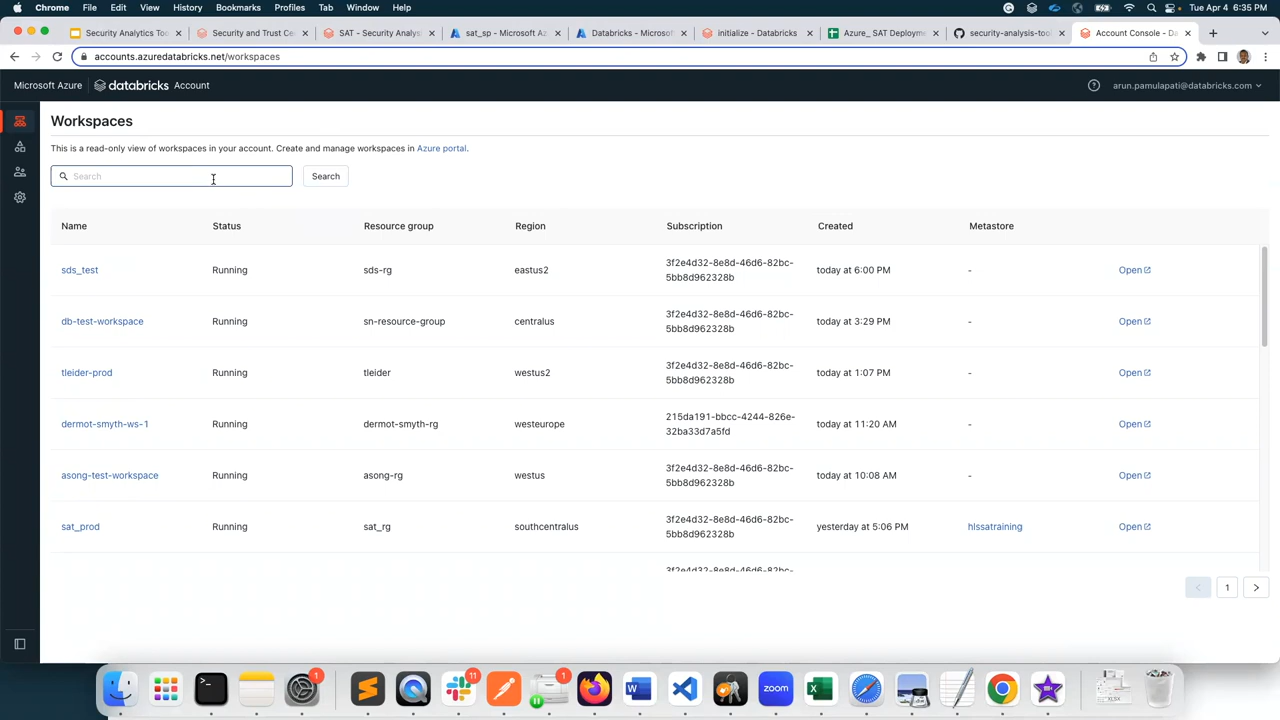 Chrome File Edit View History Bookmarks Profiles Tab Window Help Tue Apr 4 6:35 PM
Security Analytics Too
Security and Trust Ce
SAT - Security Analys
sat_sp - Microsoft Az
Databricks - Microsof
initialize - Databricks
Azure_ SAT Deploym
security-analysis-too
Account Console - Da
accounts.azuredatabricks.net/workspaces
Microsoft Azure databricks Account
arun.pamulapati@databricks.com
Workspaces
This is a read-only view of workspaces in your account. Create and manage workspaces in Azure portal.
Search Search
Name Status Resource group Region Subscription Created Metastore
sds_test Running sds-rg eastus2 3f2e4d32-8e8d-46d6-82bc- today at 6:00 PM - Open
5bb8d962328b
db-test-workspace Running sn-resource-group centralus 3f2e4d32-8e8d-46d6-82bc- today at 3:29 PM - Open
5bb8d962328b
tleider-prod Running tleider westus2 3f2e4d32-8e8d-46d6-82bc- today at 1:07 PM - Open
5bb8d962328b
dermot-smyth-ws-1 Running dermot-smyth-rg westeurope 215da191-bbcc-4244-826e- today at 11:20 AM - Open
32ba33d7a5fd
asong-test-workspace Running asong-rg westus 3f2e4d32-8e8d-46d6-82bc- today at 10:08 AM - Open
5bb8d962328b
sat_prod Running sat_rg southcentralus 3f2e4d32-8e8d-46d6-82bc- yesterday at 5:06 PM hlssatraining Open
5bb8d962328b
3f2e4d32-8e8d-46d6-82bc-
1
1 11 1